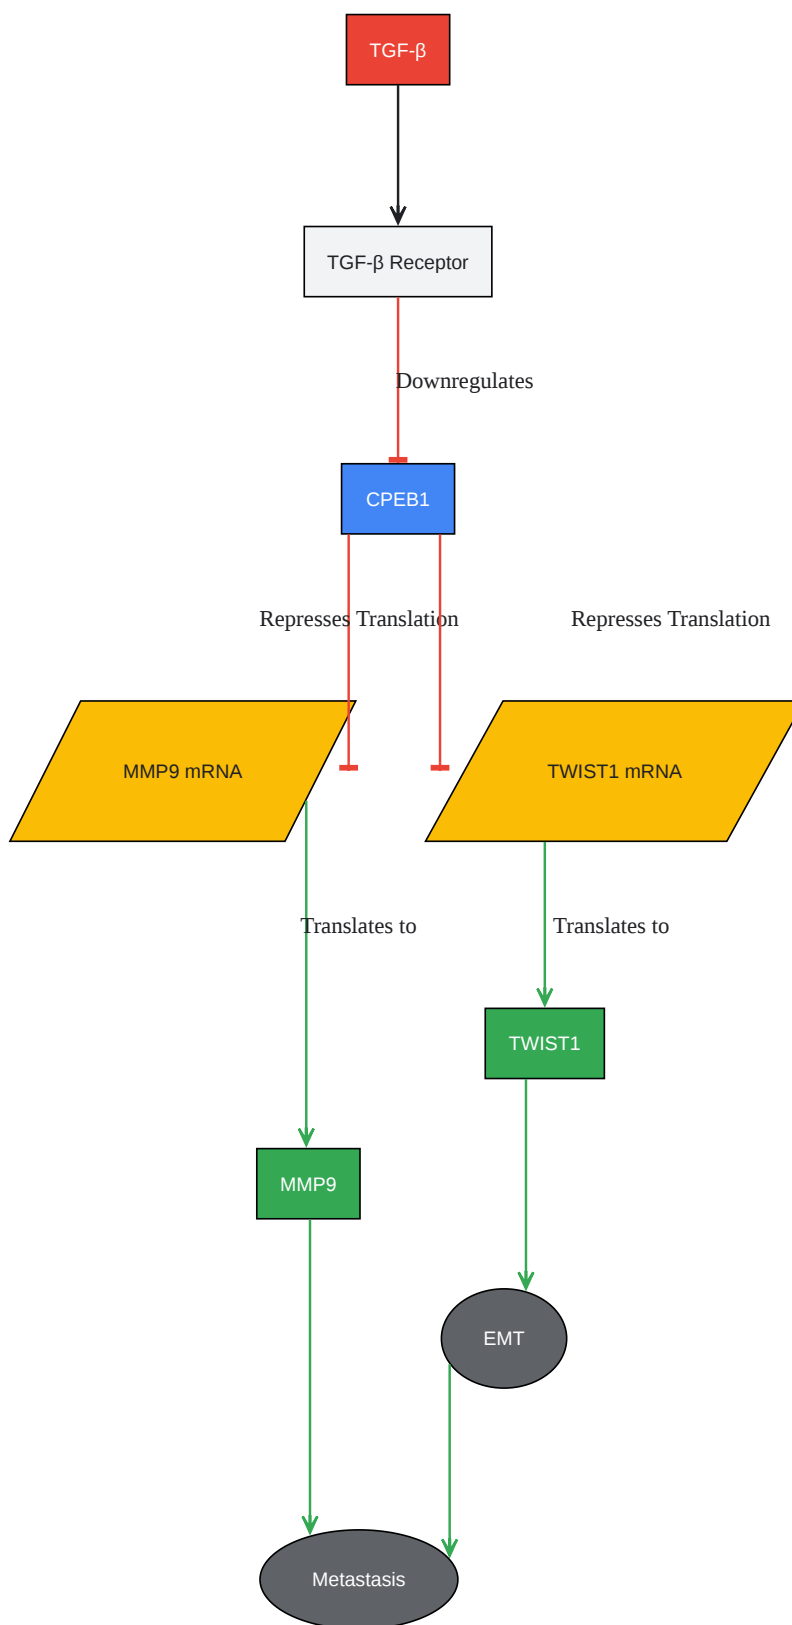 TGF-β
TGF-β Receptor
Downregulates
CPEB1
Represses Translation
Represses Translation
MMP9 mRNA
TWIST1 mRNA
Translates to
Translates to
TWIST1
MMP9
EMT
Metastasis